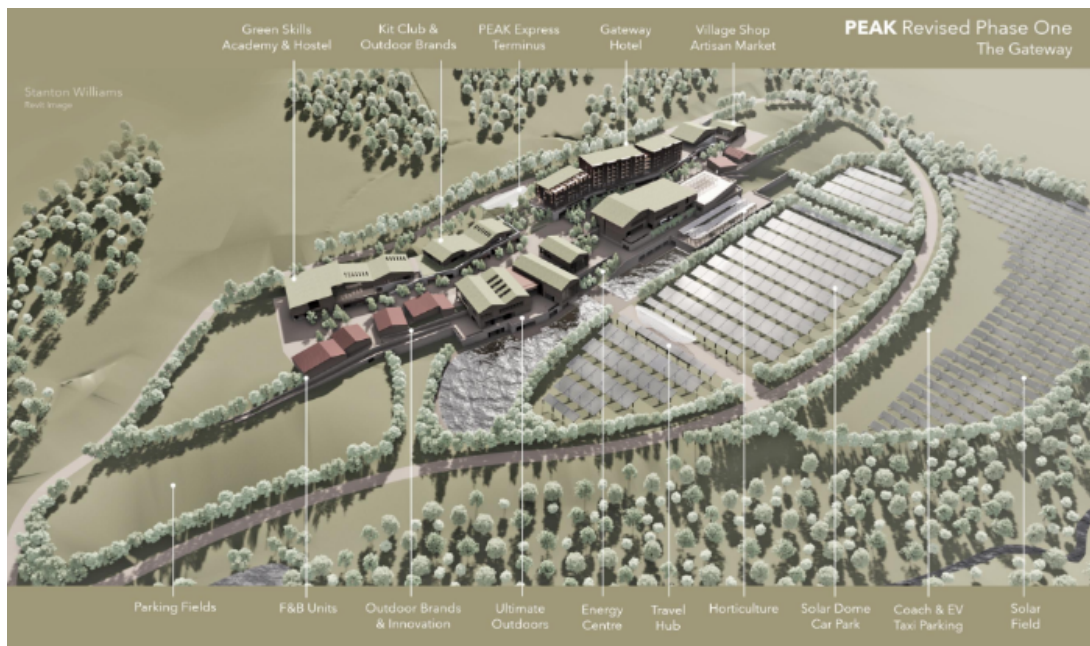 Green Skills
Academy & Hostel
Kit Club &
Outdoor Brands
PEAK Express
Terminus
Gateway
Hotel
Village Shop
Artisan Market
PEAK Revised Phase One
The Gateway
Stanton Williams
Revit Image
Parking Fields
F&B Units
Outdoor Brands
& Innovation
Ultimate
Outdoors
Energy
Centre
Travel
Hub
Horticulture
Solar Dome
Car Park
Coach & EV
Taxi Parking
Solar
Field